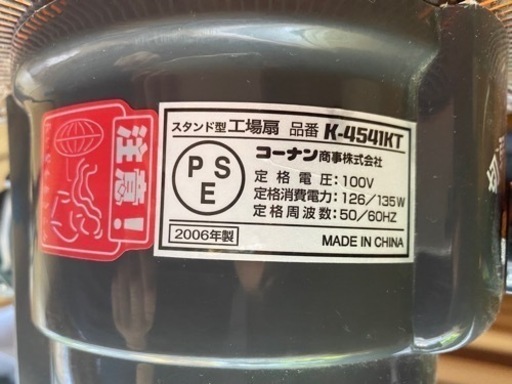 注意!
スタンド型 工場扇 品番 K-4541KT
コーナン商事株式会社
PSE
定格電圧:100V
定格消費電力:126/135W
定格周波数:50/60HZ
2006年製
MADE IN CHINA